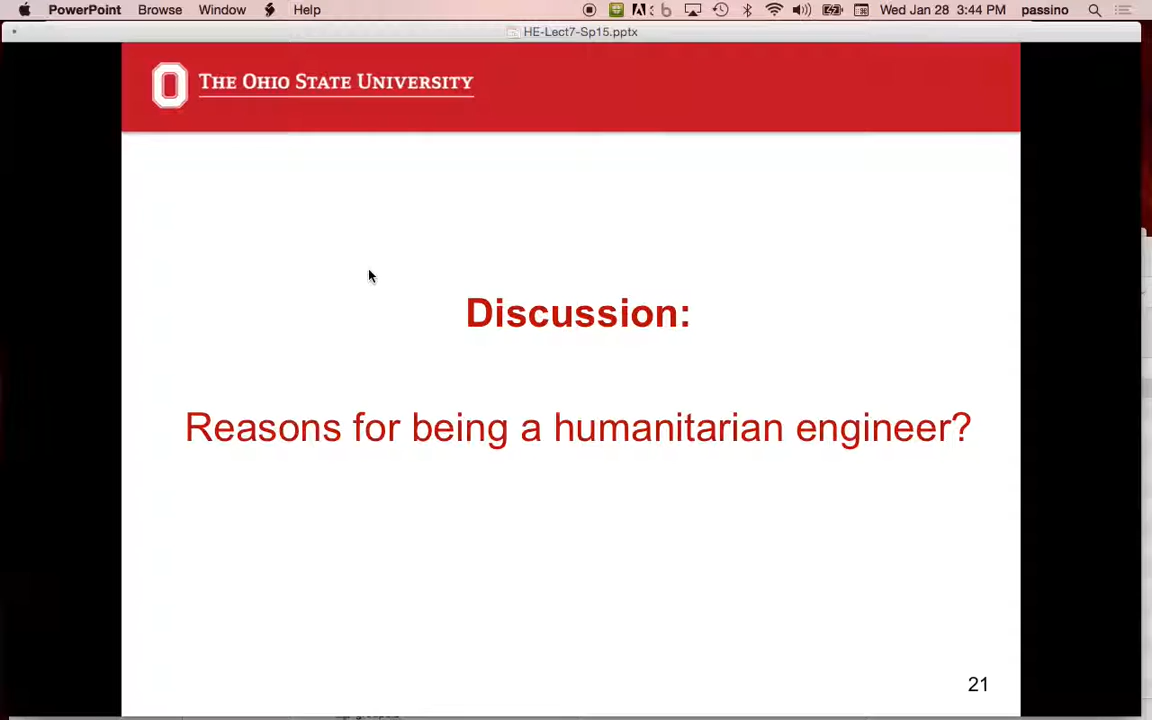 PowerPoint Browse Window Help Wed Jan 28 3:44 PM passino
HE-Lect7-Sp15.pptx
THE OHIO STATE UNIVERSITY
Discussion:
Reasons for being a humanitarian engineer?
21